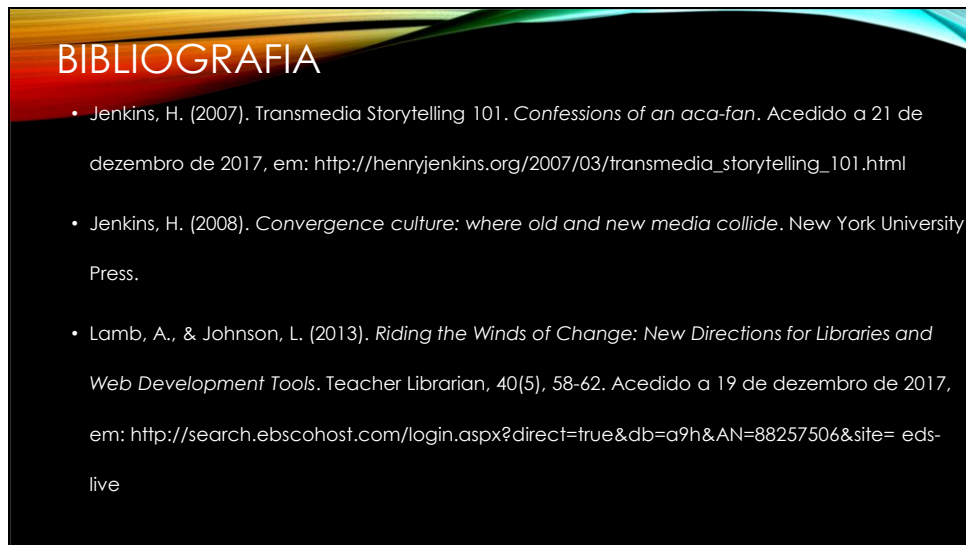 BIBLIOGRAFIA
• Jenkins, H. (2007). Transmedia Storytelling 101. Confessions of an aca-fan. Acedido a 21 de
dezembro de 2017, em: http://henryjenkins.org/2007/03/transmedia_storytelling_101.html
• Jenkins, H. (2008). Convergence culture: where old and new media collide. New York University
Press.
• Lamb, A., & Johnson, L. (2013). Riding the Winds of Change: New Directions for Libraries and
Web Development Tools. Teacher Librarian, 40(5), 58-62. Acedido a 19 de dezembro de 2017,
em: http://search.ebscohost.com/login.aspx?direct=true&db=a9h&AN=88257506&site= eds-
live